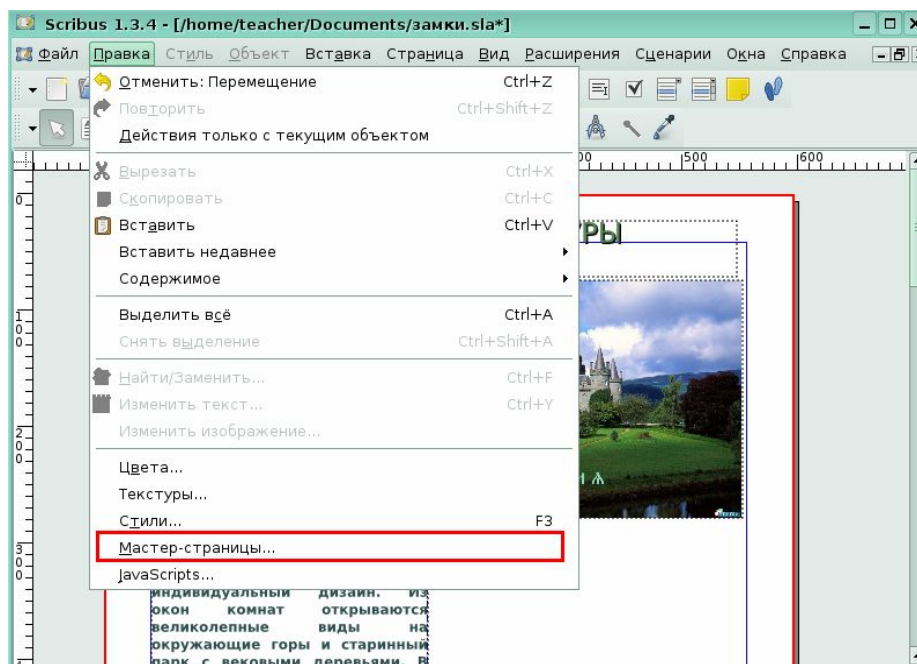 Scribus 1.3.4 - [/home/teacher/Documents/замки.sla*]
Файл Правка Стиль Объект Вставка Страница Вид Расширения Сценарии Окна Справка
Отменить: Перемещение Ctrl+Z
Повторить Ctrl+Shift+Z
Действия только с текущим объектом
500 600
Вырезать Ctrl+X
Скопировать Ctrl+C
Вставить Ctrl+V
РЫ
Вставить недавнее
Содержимое
Выделить всё Ctrl+A
Снять выделение Ctrl+Shift+A
Найти/Заменить... Ctrl+F
Изменить текст... Ctrl+Y
Изменить изображение...
Цвета...
Текстуры...
Стили... F3
Мастер-страницы...
JavaScripts...
индивидуальный дизайн. Из
окон комнат открываются
великолепные виды на
окружающие горы и старинный
парк с вековыми деревьями. В